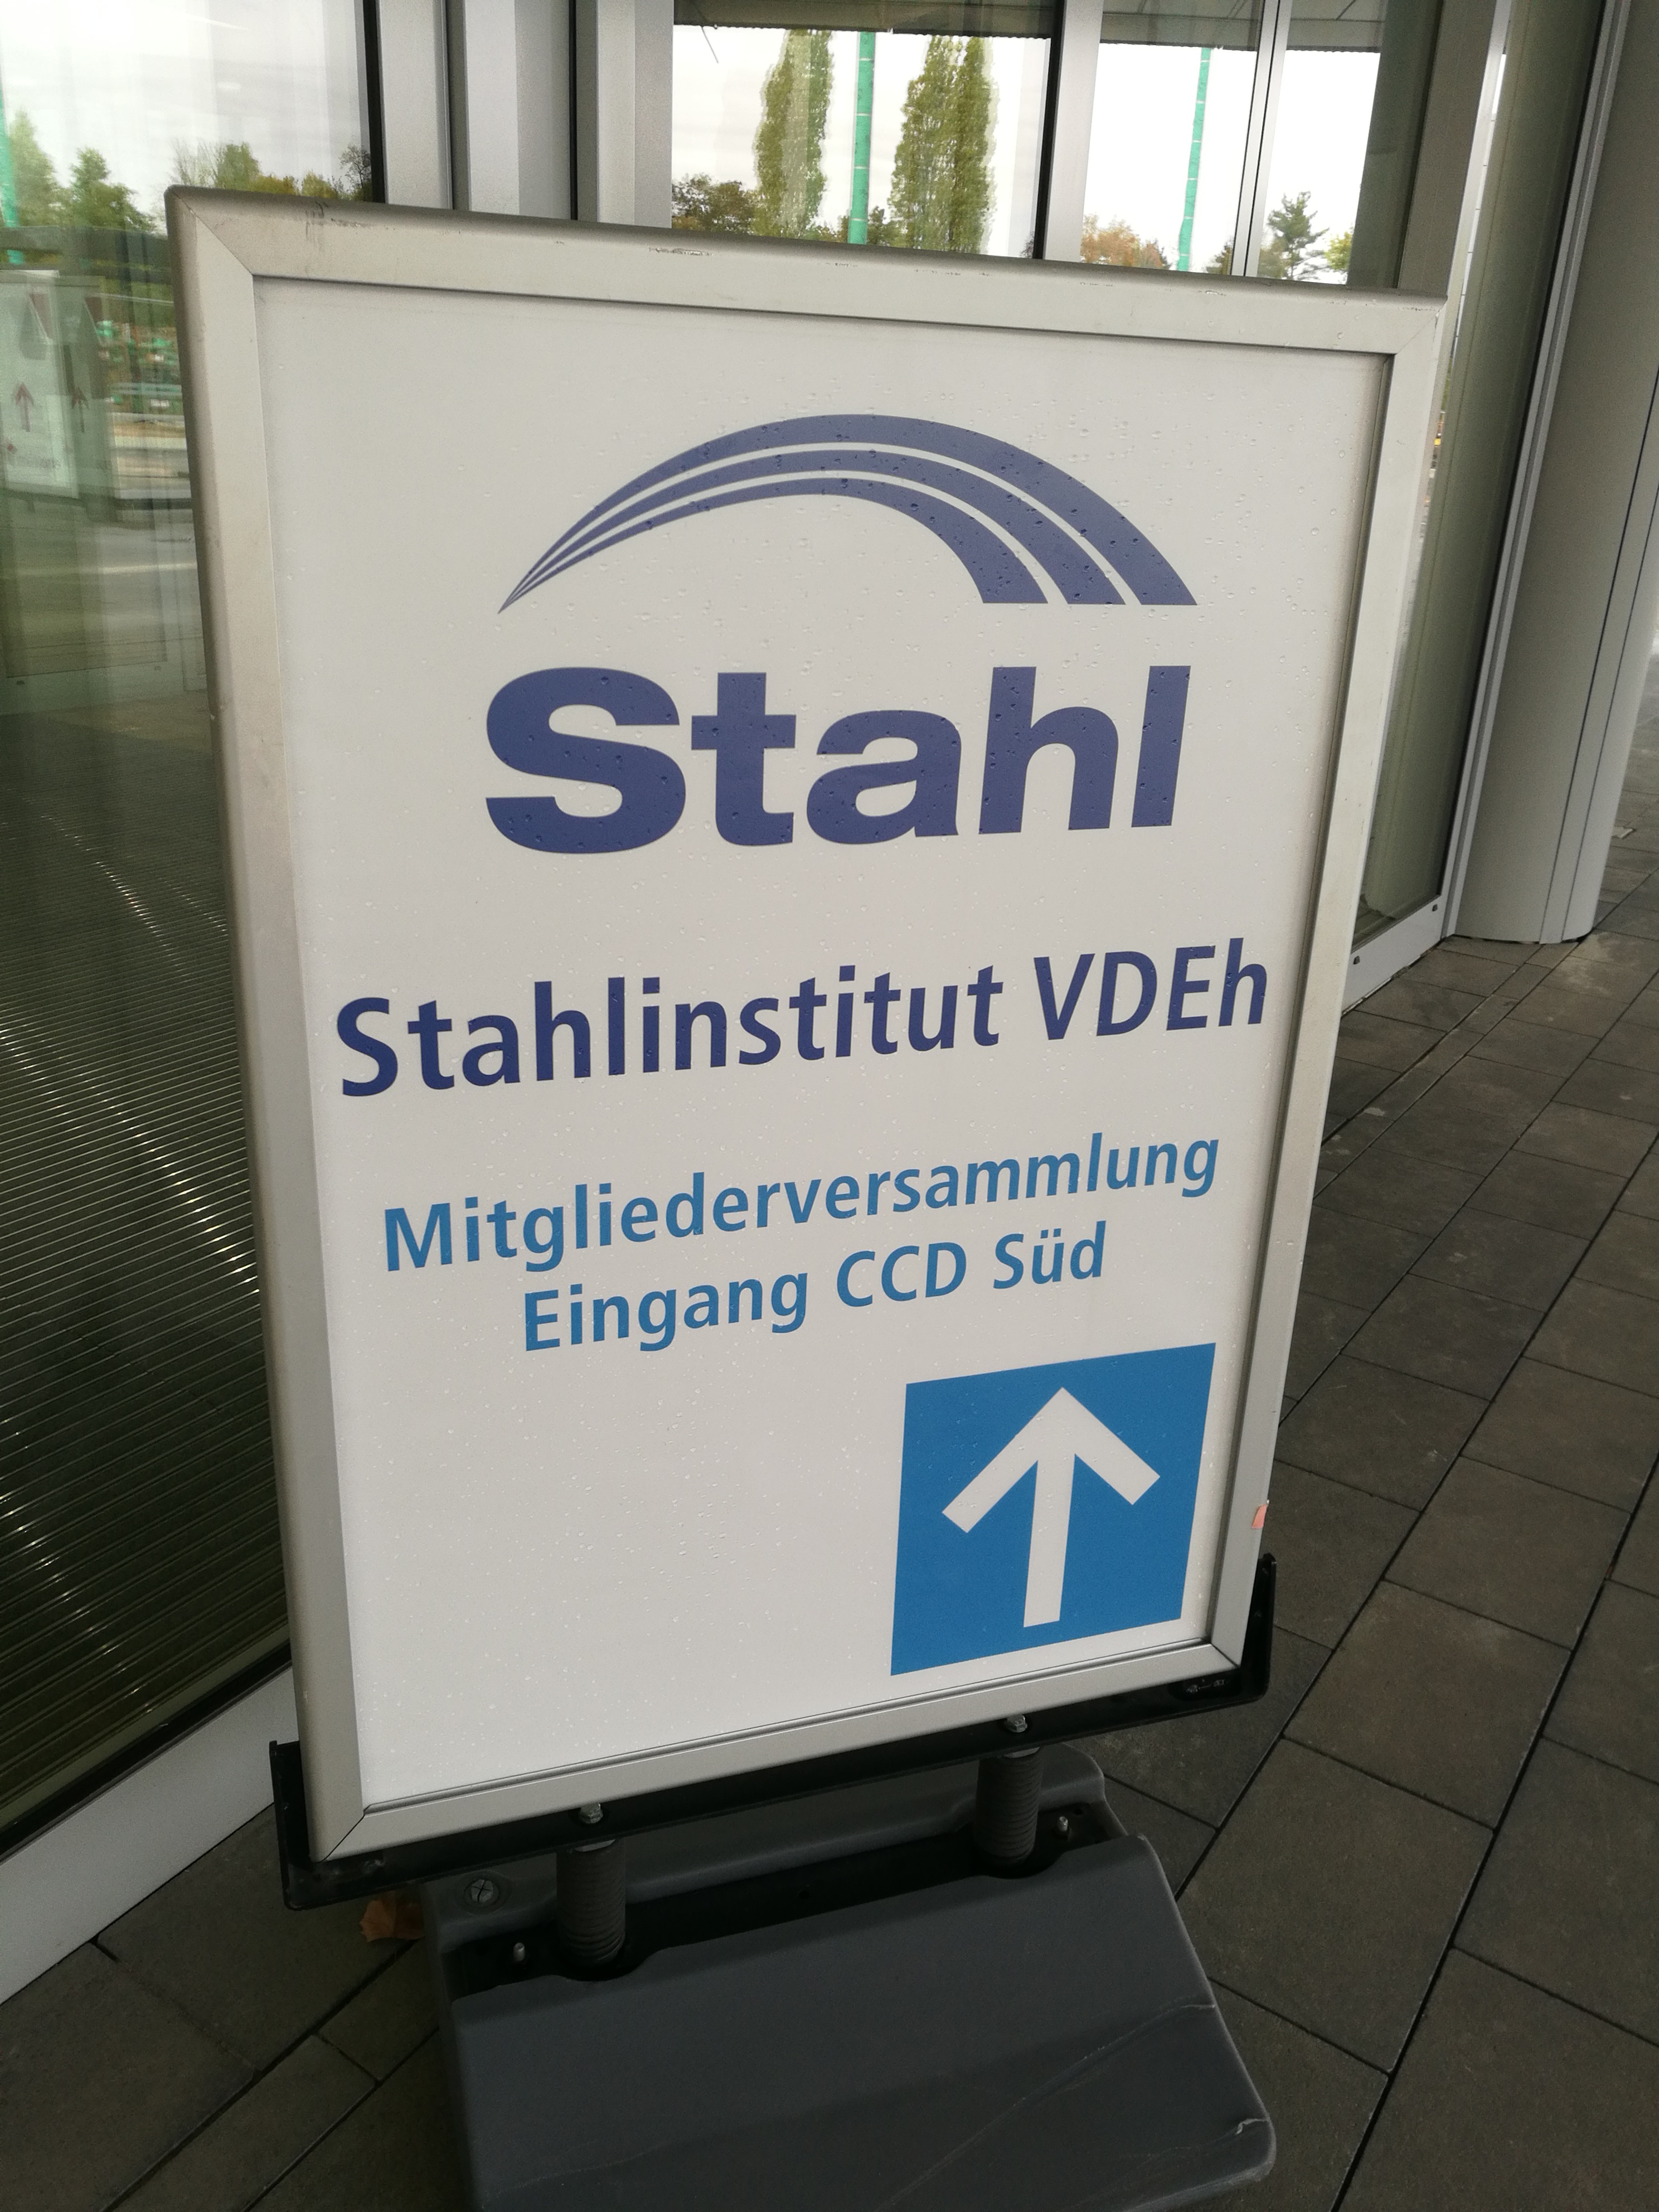 Stahl
Stahlinstitut VDEh
Mitgliederversammlung
Eingang CCD Süd